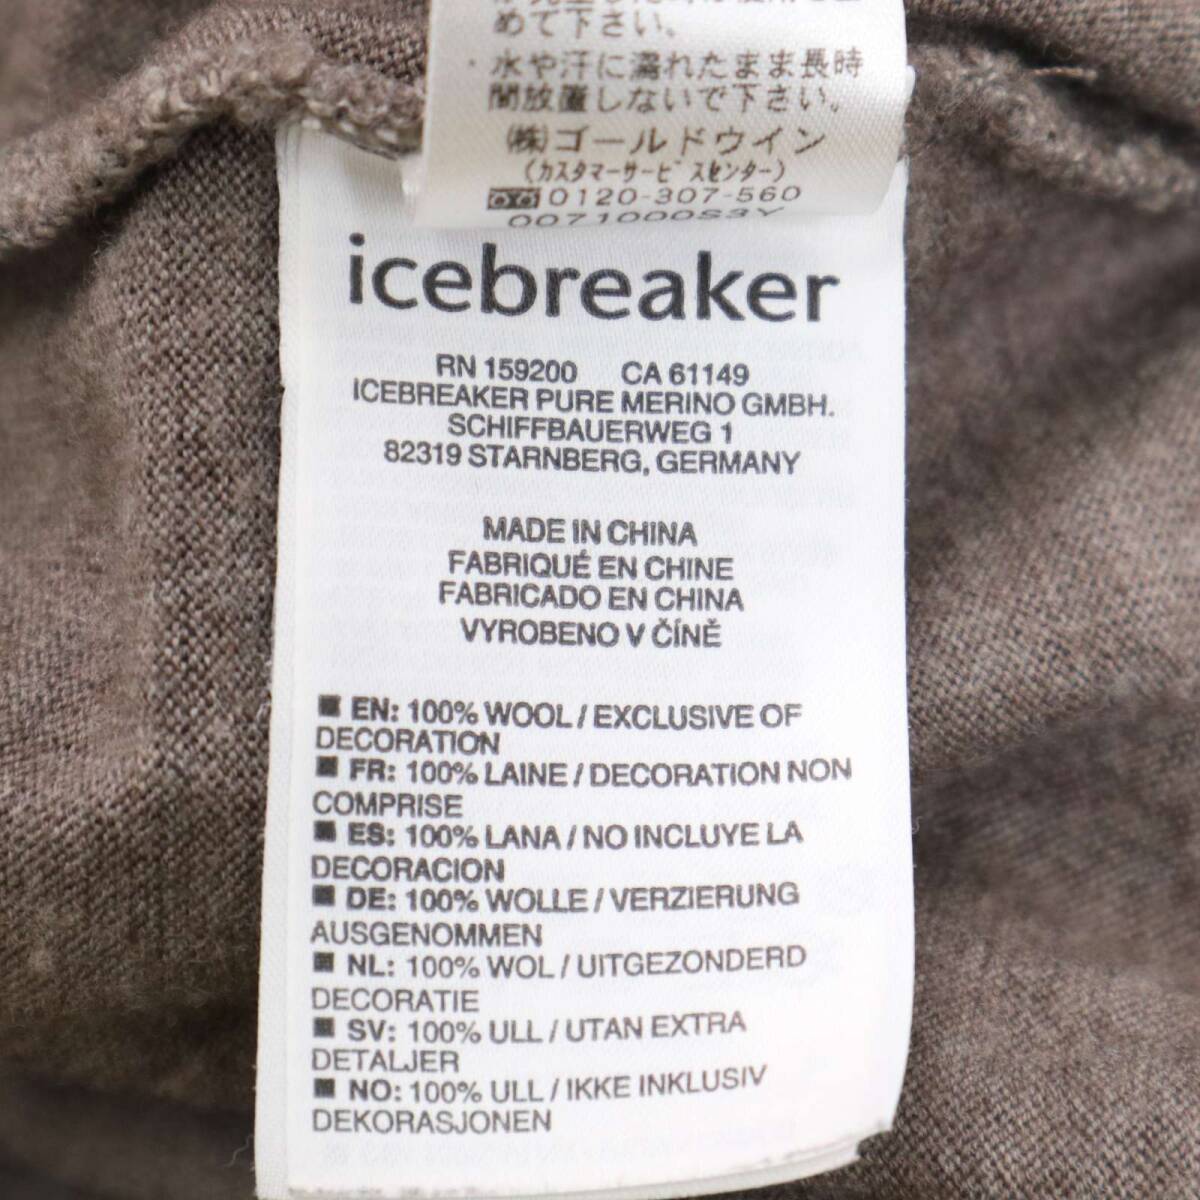 めて下さい。
・水や汗に濡れたまま長時
間放置しないで下さい。
㈱ゴールドウイン
(カスタマーサービスセンター)
0120-307-560
0071000S3Y
icebreaker
RN 159200 CA 61149
ICEBREAKER PURE MERINO GMBH.
SCHIFFBAUERWEG 1
82319 STARNBERG, GERMANY
MADE IN CHINA
FABRIQUÉ EN CHINE
FABRICADO EN CHINA
VYROBENO V ČÍNĚ
■ EN: 100% WOOL / EXCLUSIVE OF
DECORATION
■ FR: 100% LAINE / DECORATION NON
COMPRISE
■ ES: 100% LANA / NO INCLUYE LA
DECORACION
■ DE: 100% WOLLE / VERZIERUNG
AUSGENOMMEN
■ NL: 100% WOL / UITGEZONDERD
DECORATIE
■ SV: 100% ULL / UTAN EXTRA
DETALJER
■ NO: 100% ULL / IKKE INKLUSIV
DEKORASJONEN